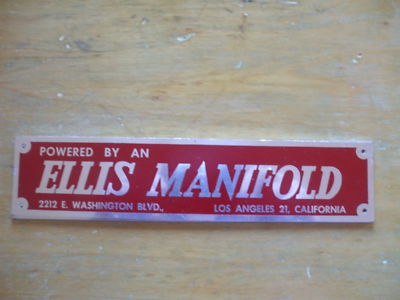 POWERED BY AN
ELLIS MANIFOLD
2212 E. WASHINGTON BLVD., LOS ANGELES 21, CALIFORNIA